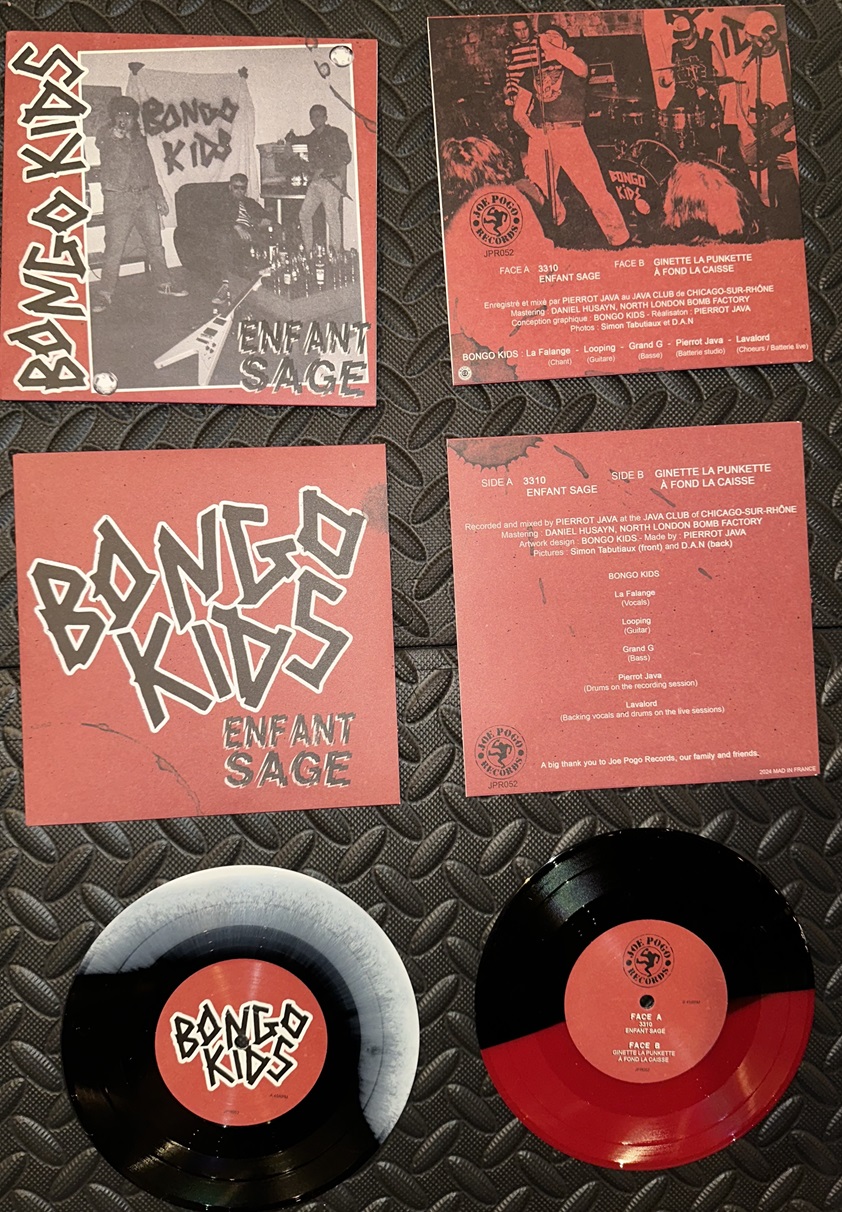 BONGO KIDS
BONGO
KIDS
ENFANT
SAGE
BONGO
KIDS
JOE POGO
RECORDS
JPR052
FACE A 3310
ENFANT SAGE
FACE B GINETTE LA PUNKETTE
À FOND LA CAISSE
Enregistré et mixé par PIERROT JAVA au JAVA CLUB de CHICAGO-SUR-RHÔNE
Mastering : DANIEL HUSAYN, NORTH LONDON BOMB FACTORY
Conception graphique : BONGO KIDS - Réalisaton : PIERROT JAVA
Photos : Simon Tabutiaux et D.A.N
BONGO KIDS : La Falange - Looping - Grand G - Pierrot Java - Lavalord
(Chant) (Guitare) (Basse) (Batterie studio) (Choeurs / Batterie live)
BONGO
KIDS
ENFANT
SAGE
SIDE A 3310
ENFANT SAGE
SIDE B GINETTE LA PUNKETTE
À FOND LA CAISSE
Recorded and mixed by PIERROT JAVA at the JAVA CLUB of CHICAGO-SUR-RHÔNE
Mastering : DANIEL HUSAYN, NORTH LONDON BOMB FACTORY
Artwork design : BONGO KIDS - Made by : PIERROT JAVA
Pictures : Simon Tabutiaux (front) and D.A.N (back)
BONGO KIDS
La Falange
(Vocals)
Looping
(Guitar)
Grand G
(Bass)
Pierrot Java
(Drums on the recording session)
Lavalord
(Backing vocals and drums on the live sessions)
JOE POGO
RECORDS
JPR052
A big thank you to Joe Pogo Records, our family and friends.
2024 MAD IN FRANCE
BONGO
KIDS
JPR052
JOE POGO
RECORDS
FACE A
3310
ENFANT SAGE
FACE B
GINETTE LA PUNKETTE
À FOND LA CAISSE
JPR052